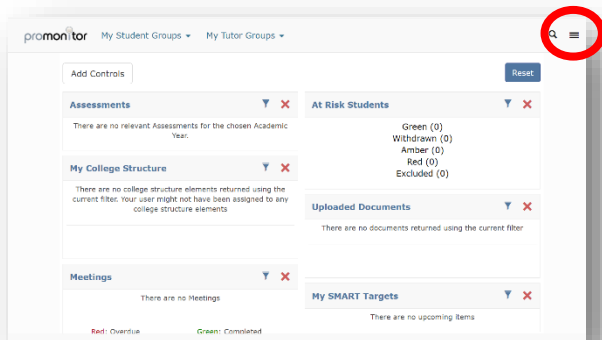 promonitor My Student Groups My Tutor Groups
Add Controls
Reset
Assessments
There are no relevant Assessments for the chosen Academic
Year.
My College Structure
There are no college structure elements returned using the
current filter. Your user might not have been assigned to any
college structure elements
Meetings
There are no Meetings
Red: Overdue Green: Completed
At Risk Students
Green (0)
Withdrawn (0)
Amber (0)
Red (0)
Excluded (0)
Uploaded Documents
There are no documents returned using the current filter
My SMART Targets
There are no upcoming items